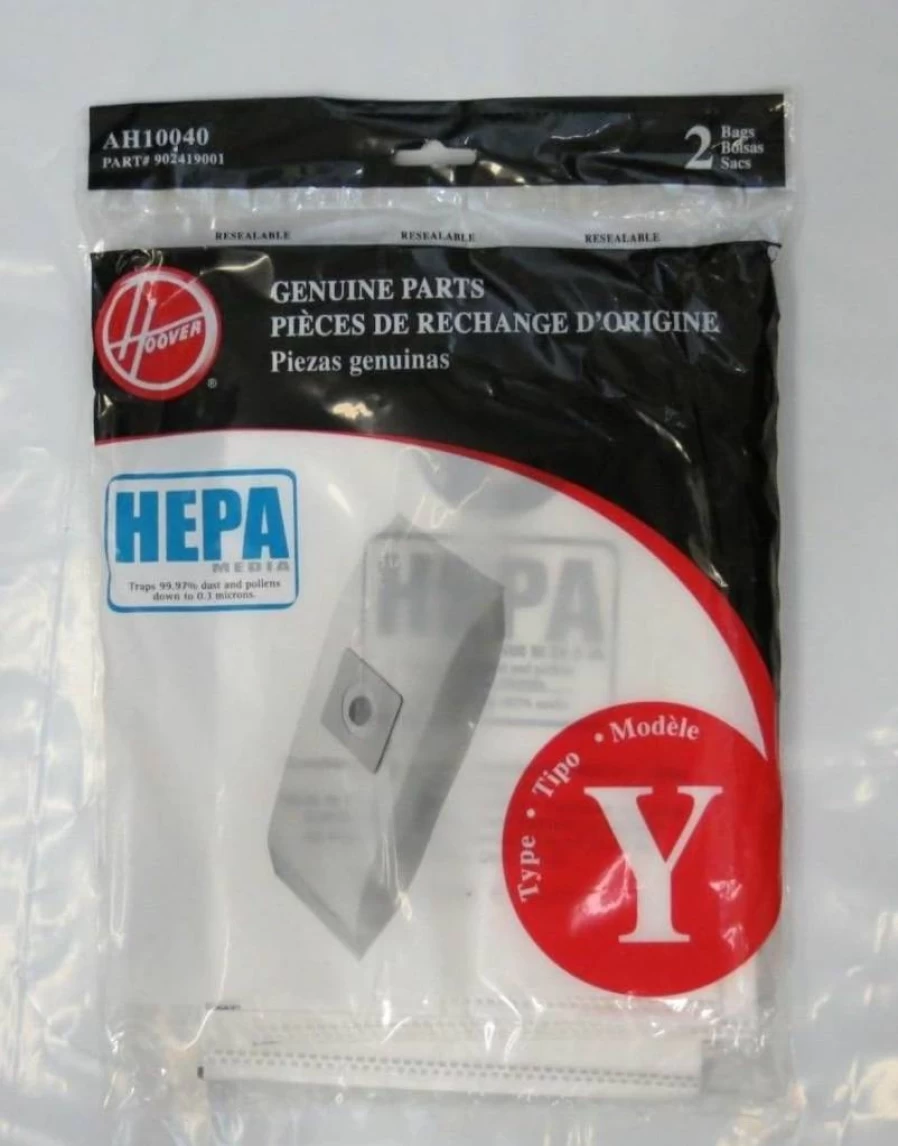 AH10040
PART# 902419001
2 Bags
Bolsas
Sacs
RESEALABLE RESEALABLE RESEALABLE
HOOVER
®
GENUINE PARTS
PIÈCES DE RECHANGE D'ORIGINE
Piezas genuinas
HEPA
MEDIA
Traps 99.97% dust and pollens
down to 0.3 microns.
HEPA
Type • Tipo • Modèle
Y